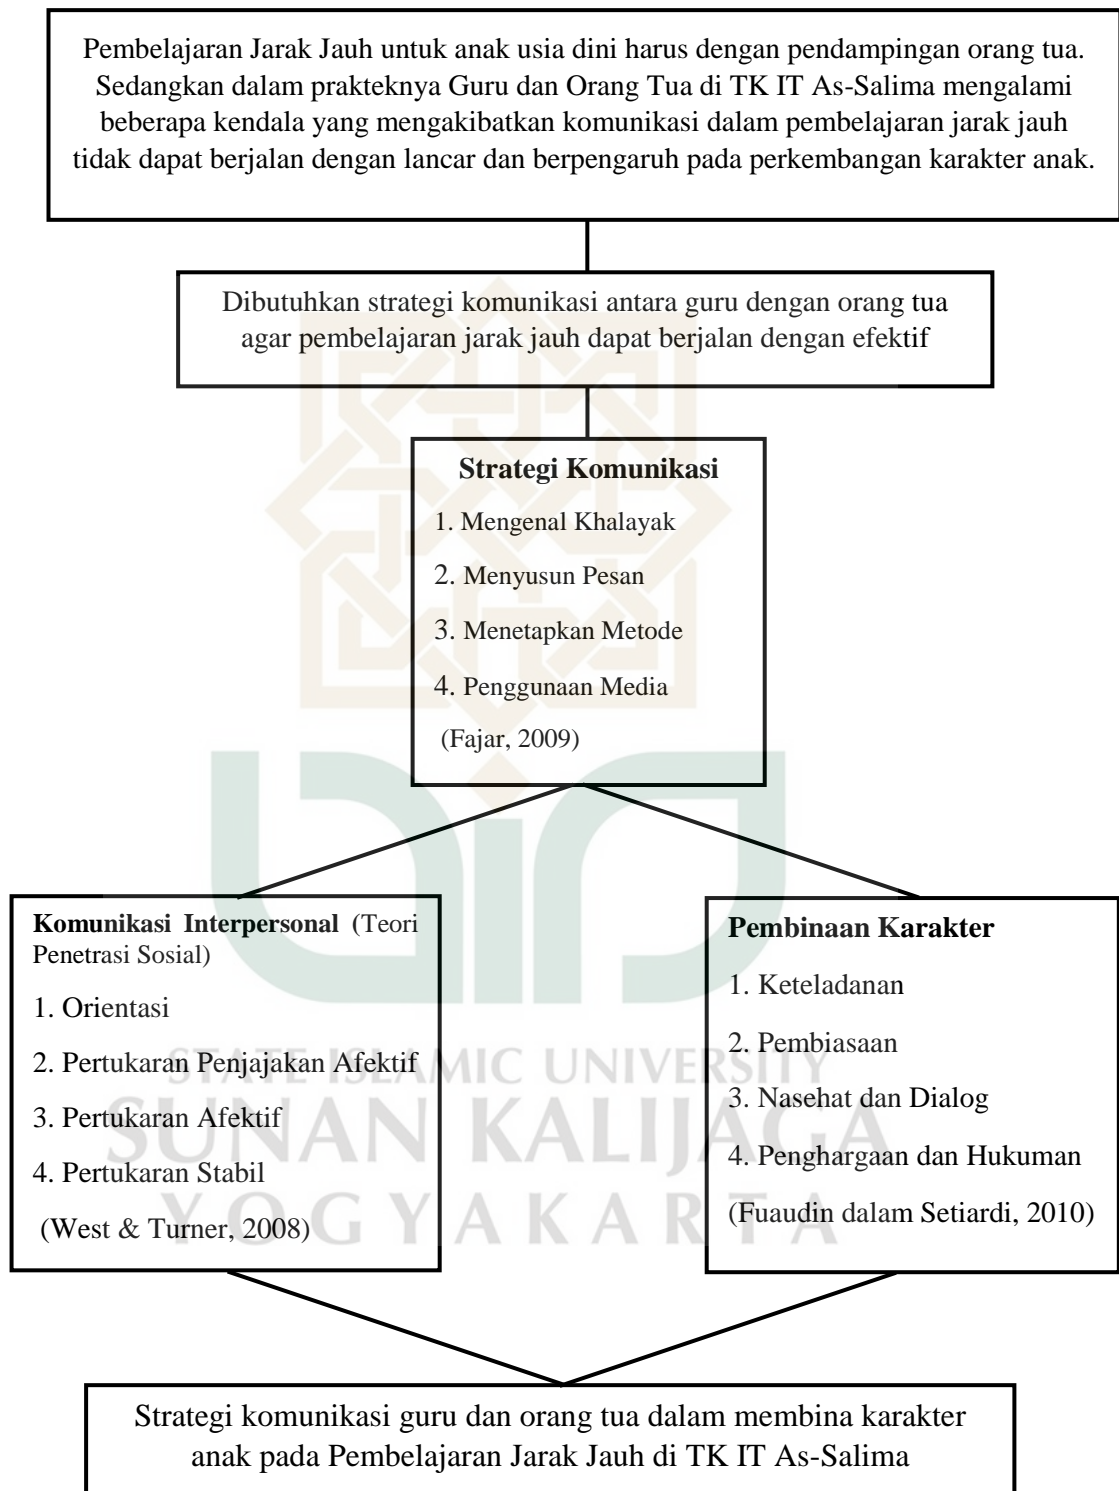 Pembelajaran Jarak Jauh untuk anak usia dini harus dengan pendampingan orang tua.
Sedangkan dalam prakteknya Guru dan Orang Tua di TK IT As-Salima mengalami
beberapa kendala yang mengakibatkan komunikasi dalam pembelajaran jarak jauh
tidak dapat berjalan dengan lancar dan berpengaruh pada perkembangan karakter anak.
Dibutuhkan strategi komunikasi antara guru dengan orang tua
agar pembelajaran jarak jauh dapat berjalan dengan efektif
Strategi Komunikasi
1. Mengenal Khalayak
2. Menyusun Pesan
3. Menetapkan Metode
4. Penggunaan Media
(Fajar, 2009)
Komunikasi Interpersonal (Teori
Penetrasi Sosial)
1. Orientasi
2. Pertukaran Penjajakan Afektif
3. Pertukaran Afektif
4. Pertukaran Stabil
(West & Turner, 2008)
Pembinaan Karakter
1. Keteladanan
2. Pembiasaan
3. Nasehat dan Dialog
4. Penghargaan dan Hukuman
(Fuaudin dalam Setiardi, 2010)
STATE ISLAMIC UNIVERSITY
SUNAN KALIJAGA
YOGYAKARTA
Strategi komunikasi guru dan orang tua dalam membina karakter
anak pada Pembelajaran Jarak Jauh di TK IT As-Salima